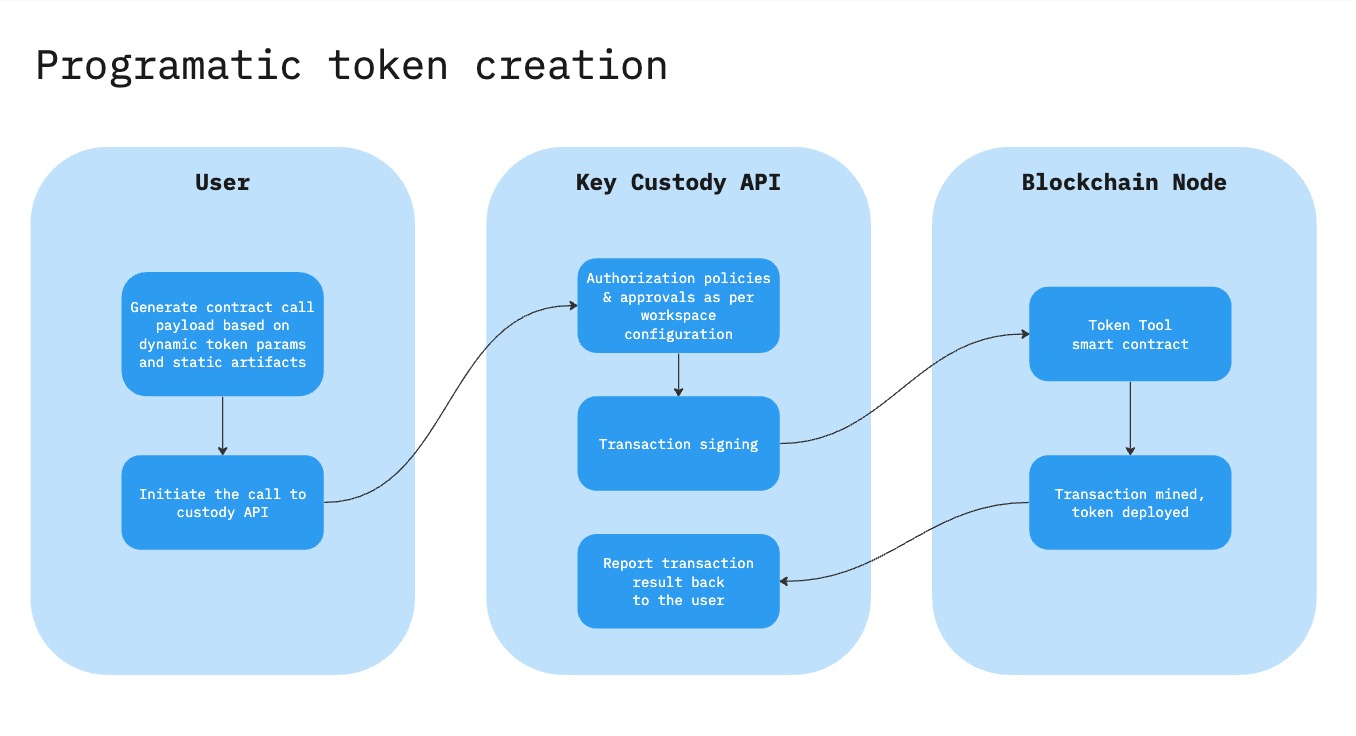 Programatic token creation
User
Generate contract call
payload based on
dynamic token params
and static artifacts
Initiate the call to
custody API
Key Custody API
Authorization policies
& approvals as per
workspace
configuration
Transaction signing
Report transaction
result back
to the user
Blockchain Node
Token Tool
smart contract
Transaction mined,
token deployed